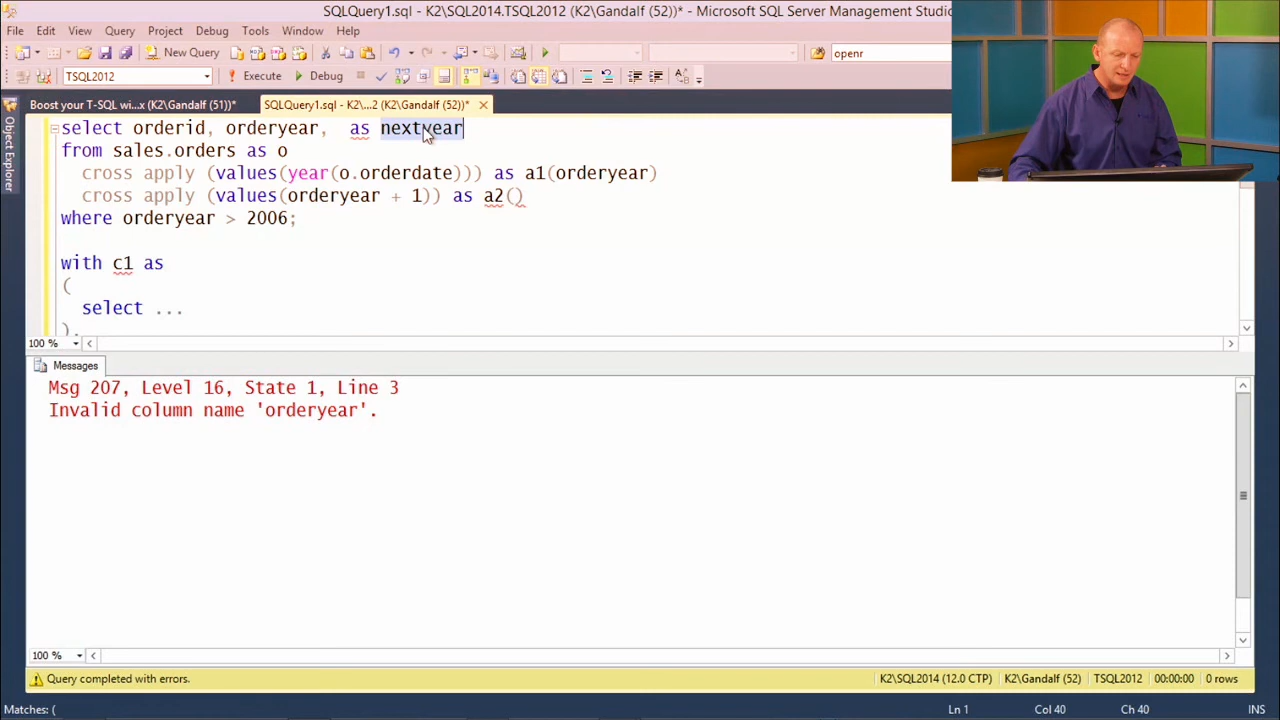 SQLQuery1.sql - K2\SQL2014.TSQL2012 (K2\Gandalf (52))* - Microsoft SQL Server Management Studio
File Edit View Query Project Debug Tools Window Help
New Query openr
TSQL2012 Execute Debug
Boost your T-SQL wi...x (K2\Gandalf (51))* SQLQuery1.sql - K2\...2 (K2\Gandalf (52))*
Object Explorer
select orderid, orderyear,  as nextyear
from sales.orders as o
  cross apply (values(year(o.orderdate))) as a1(orderyear)
  cross apply (values(orderyear + 1)) as a2()
where orderyear > 2006;
with c1 as
(
  select ...
),
100 %
Messages
Msg 207, Level 16, State 1, Line 3
Invalid column name 'orderyear'.
100 %
Query completed with errors. K2\SQL2014 (12.0 CTP) K2\Gandalf (52) TSQL2012 00:00:00 0 rows
Matches: ( Ln 1 Col 40 Ch 40 INS